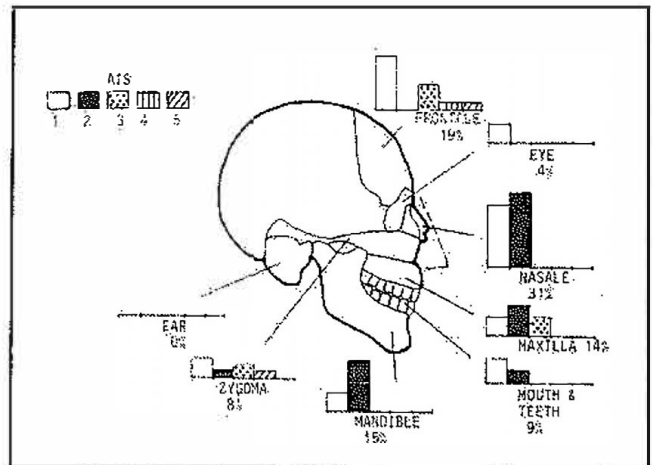 AIS
1 2 3 4 5
FRONTALE
19%
EYE
4%
NASALE
31%
MAXILLA 14%
MOUTH &
TEETH
9%
MANDIBLE
15%
ZYGOMA
8%
EAR
0%